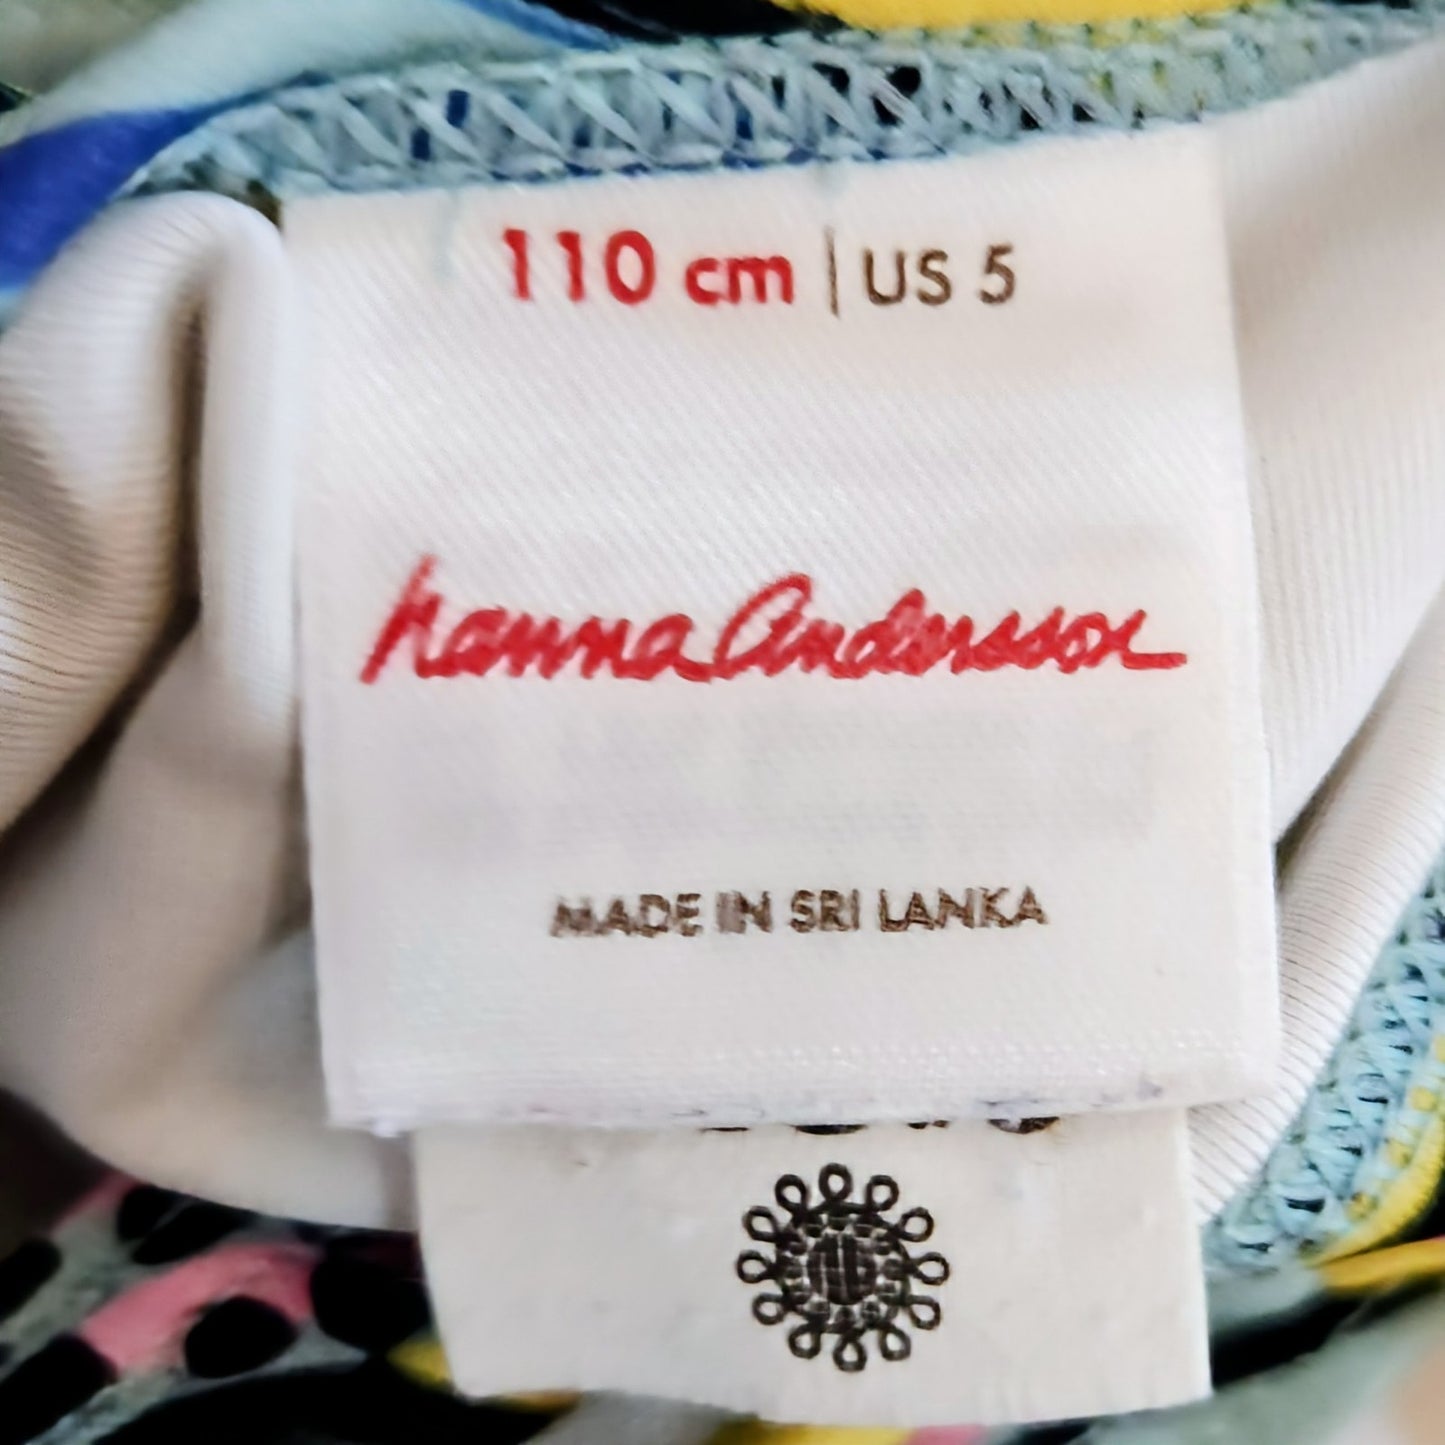 110 cm | US 5
Hanna Andersson
MADE IN SRI LANKA